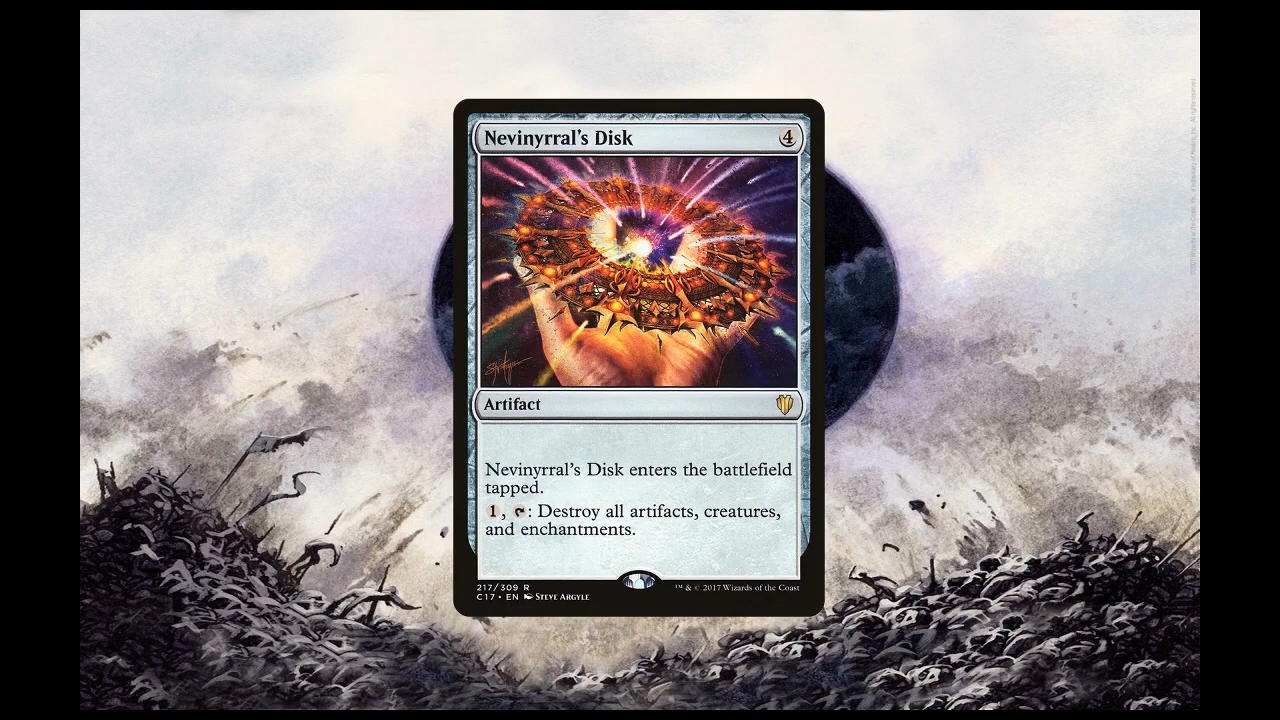 Nevinyrral's Disk 4
Artifact
Nevinyrral's Disk enters the battlefield
tapped.
1, : Destroy all artifacts, creatures,
and enchantments.
217/309 R
C17 • EN Steve Argyle
™ & © 2017 Wizards of the Coast